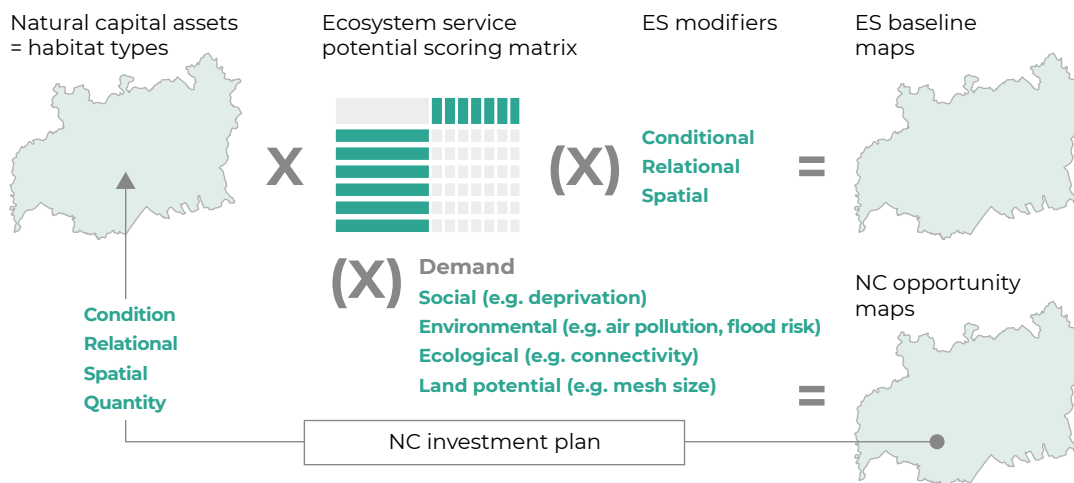 Natural capital assets
= habitat types
Ecosystem service
potential scoring matrix
ES modifiers
ES baseline
maps
X
(X)
Conditional
Relational
Spatial
=
(X)
Demand
Social (e.g. deprivation)
Environmental (e.g. air pollution, flood risk)
Ecological (e.g. connectivity)
Land potential (e.g. mesh size)
=
NC opportunity
maps
Condition
Relational
Spatial
Quantity
NC investment plan